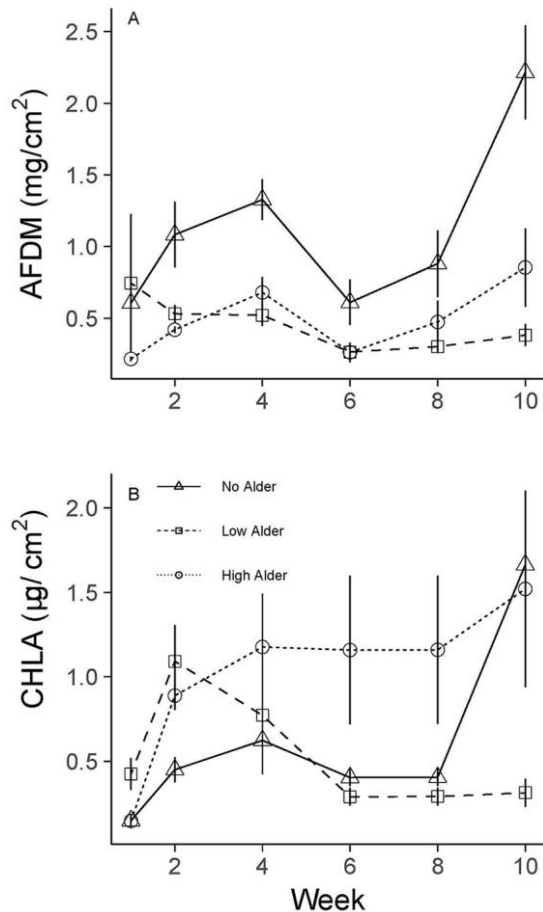 A
AFDM (mg/cm²)
2.5
2.0
1.5
1.0
0.5
2 4 6 8 10
B
No Alder
Low Alder
High Alder
CHLA (µg/ cm²)
2.0
1.5
1.0
0.5
2 4 6 8 10
Week